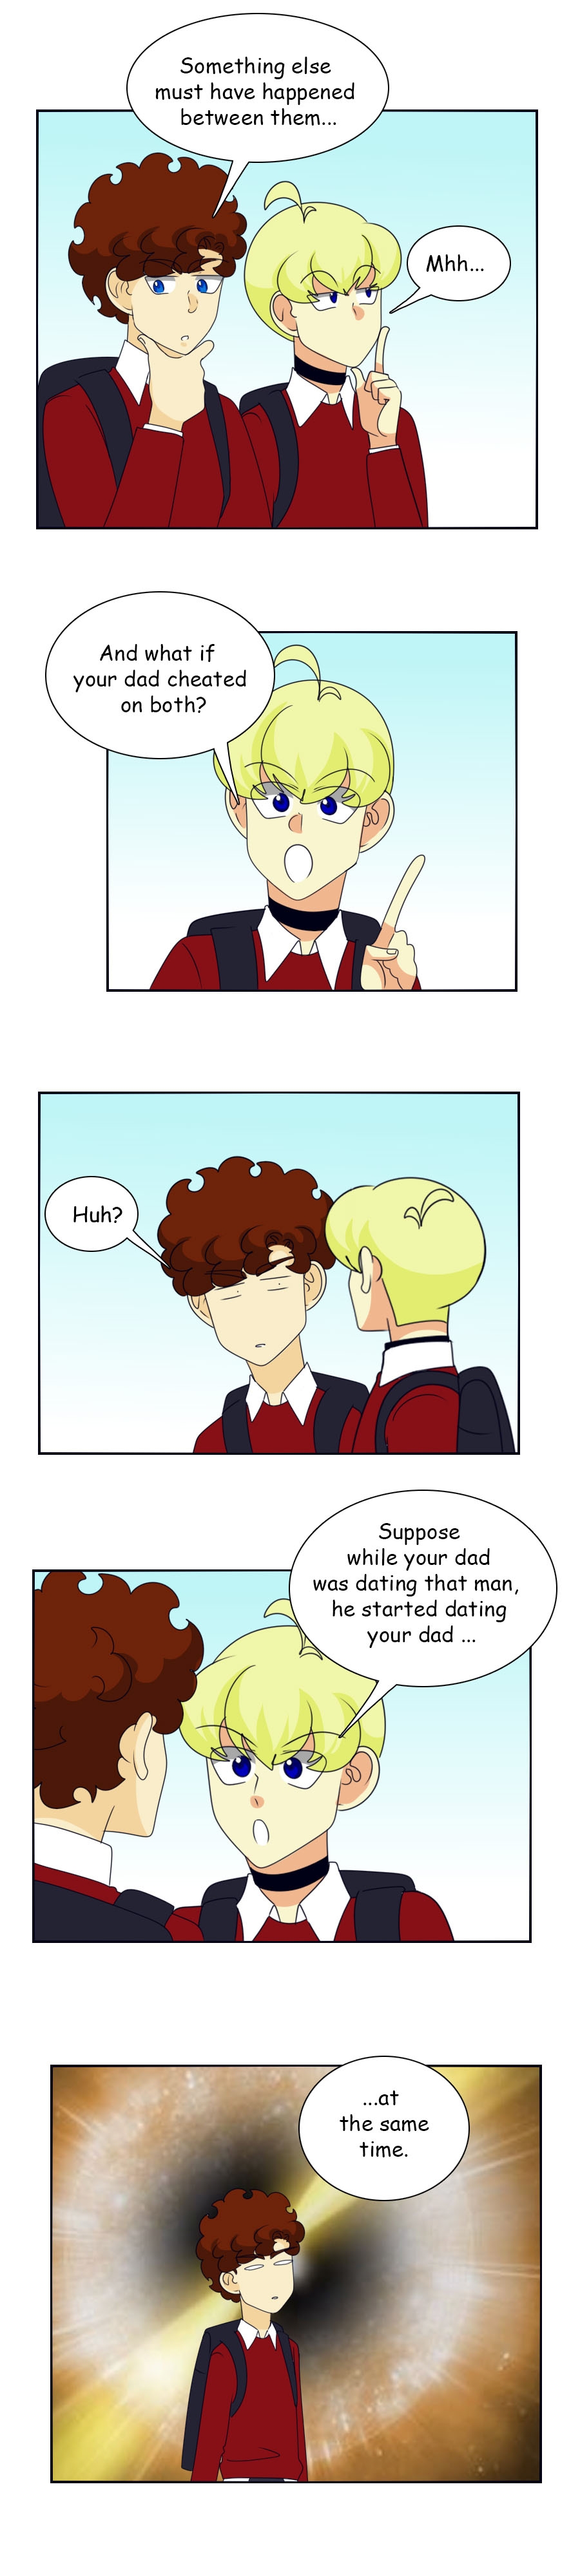 Something else
must have happened
between them...
Mhh...
And what if
your dad cheated
on both?
Huh?
Suppose
while your dad
was dating that man,
he started dating
your dad ...
...at
the same
time.